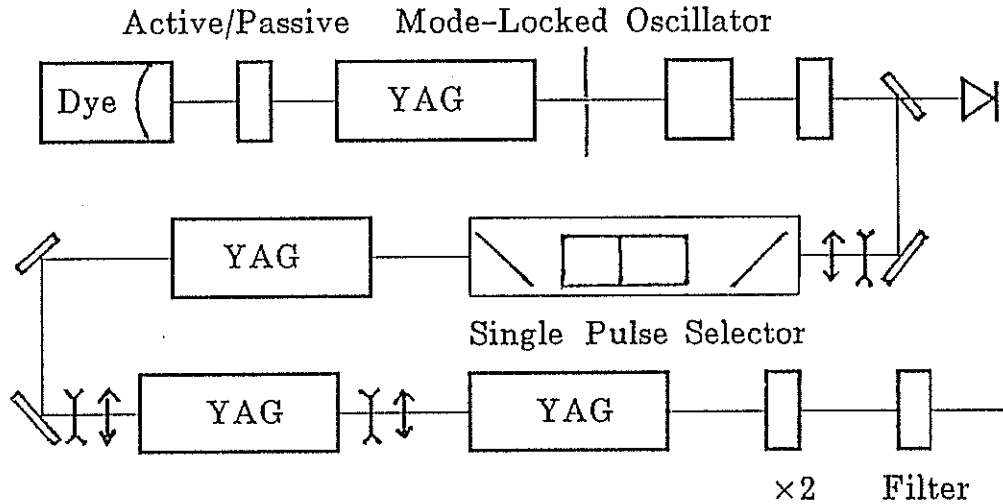 Active/Passive Mode-Locked Oscillator
Dye YAG
YAG
Single Pulse Selector
YAG YAG
×2 Filter